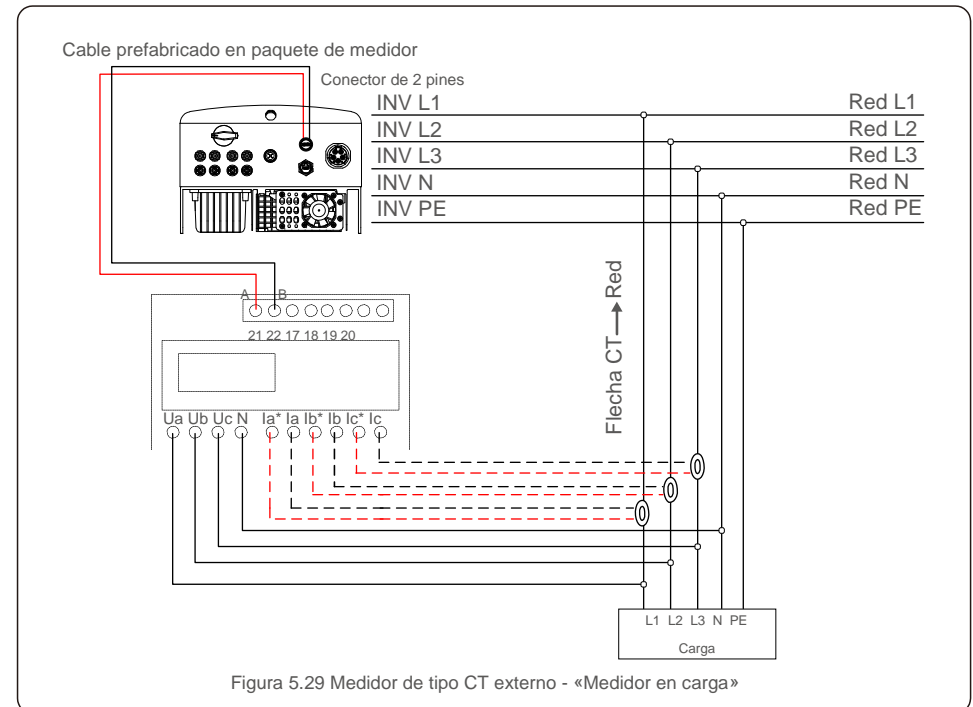 Cable prefabricado en paquete de medidor
Conector de 2 pines
INV L1 Red L1
INV L2 Red L2
INV L3 Red L3
INV N Red N
INV PE Red PE
Flecha CT → Red
A B
21 22 17 18 19 20
Ua Ub Uc N Ia* Ia Ib* Ib Ic* Ic
L1 L2 L3 N PE
Carga
Figura 5.29 Medidor de tipo CT externo - «Medidor en carga»